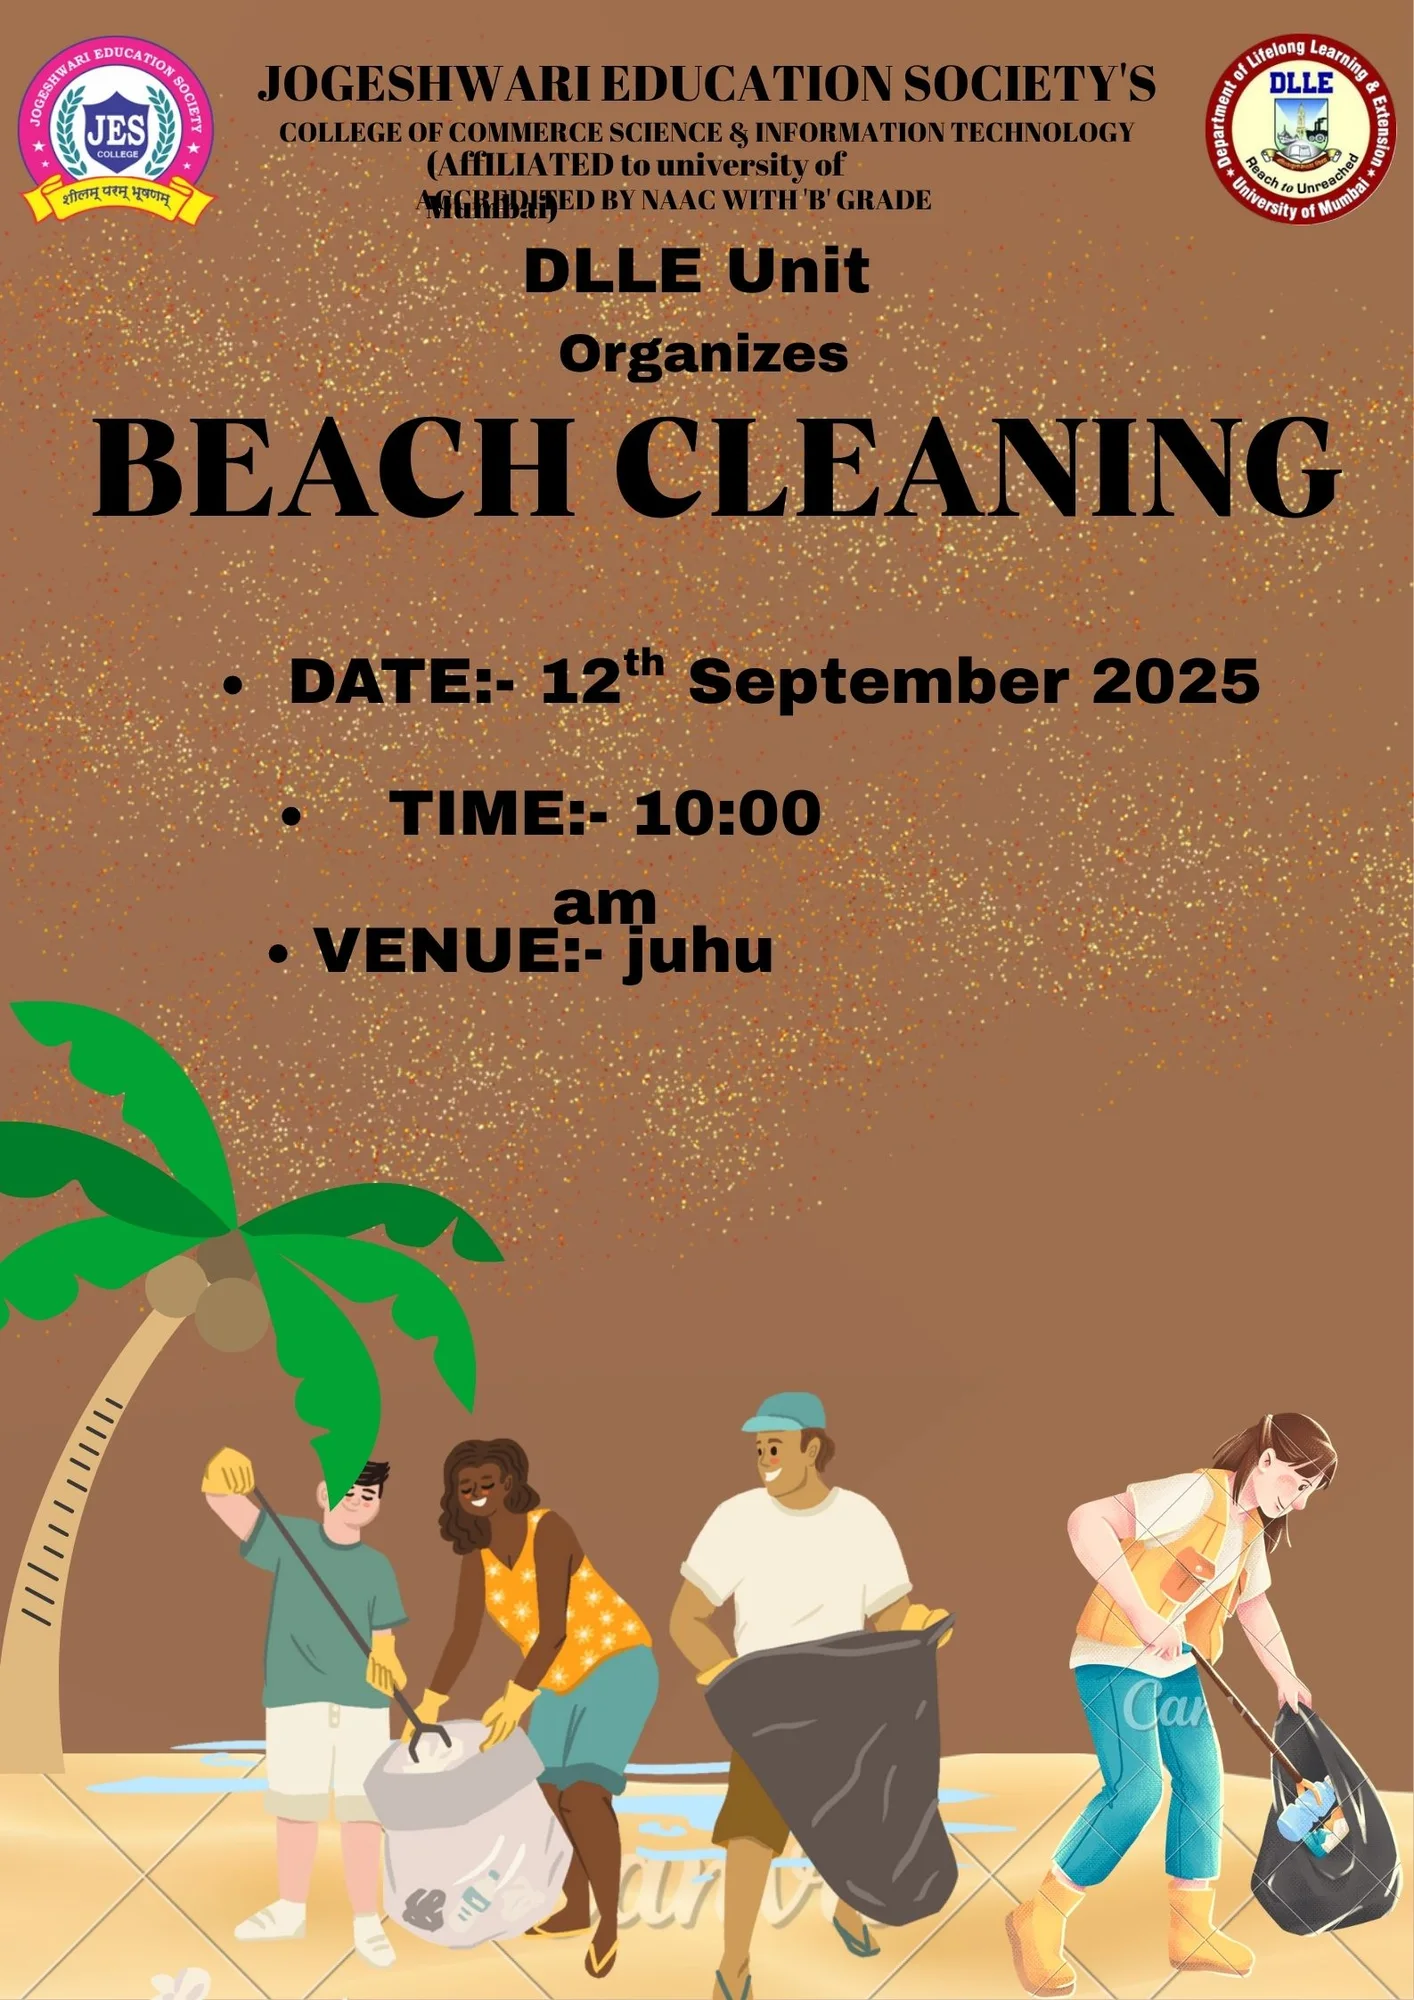 JOGESHWARI EDUCATION SOCIETY
JES
COLLEGE
शीलम् परम् भूषणम्
JOGESHWARI EDUCATION SOCIETY'S
COLLEGE OF COMMERCE SCIENCE & INFORMATION TECHNOLOGY
(AffILIATED to university of
Mumbai)
ACCREDITED BY NAAC WITH 'B' GRADE
Department of Lifelong Learning & Extension
DLLE
Reach to Unreached
University of Mumbai
DLLE Unit
Organizes
BEACH CLEANING
• DATE:- 12th September 2025
• TIME:- 10:00
am
• VENUE:- juhu